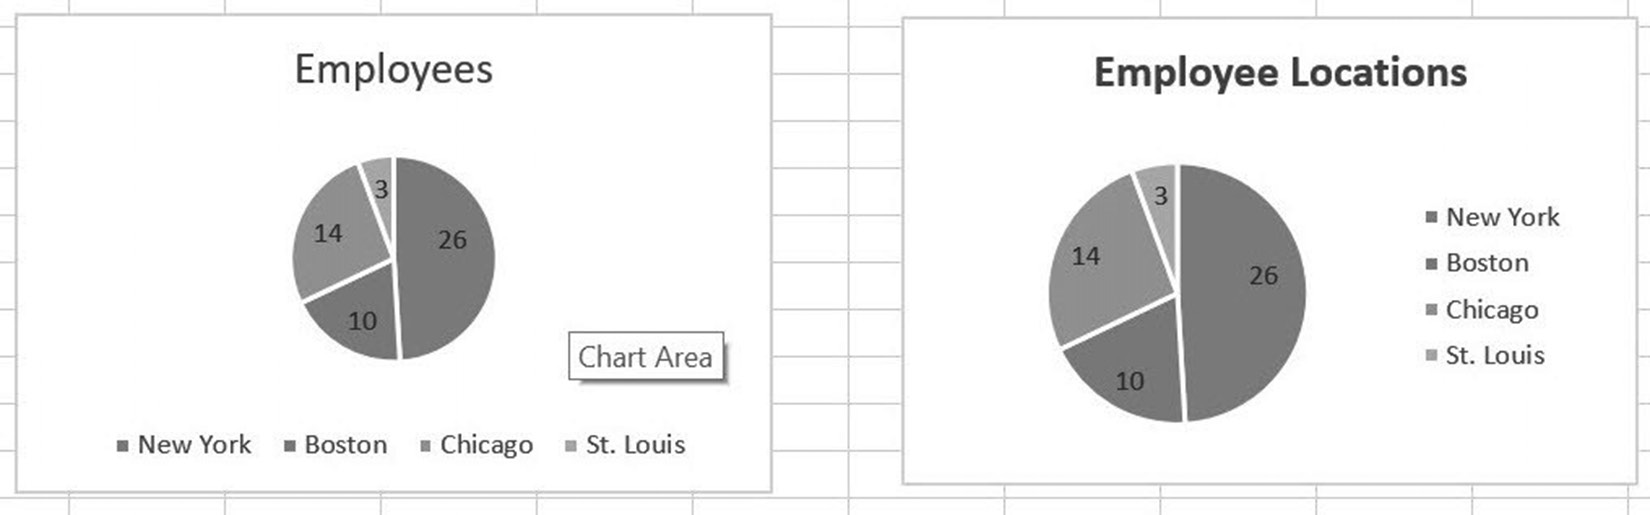 Employees
3
14
26
10
Chart Area
New York
Boston
Chicago
St. Louis
Employee Locations
3
14
26
10
New York
Boston
Chicago
St. Louis